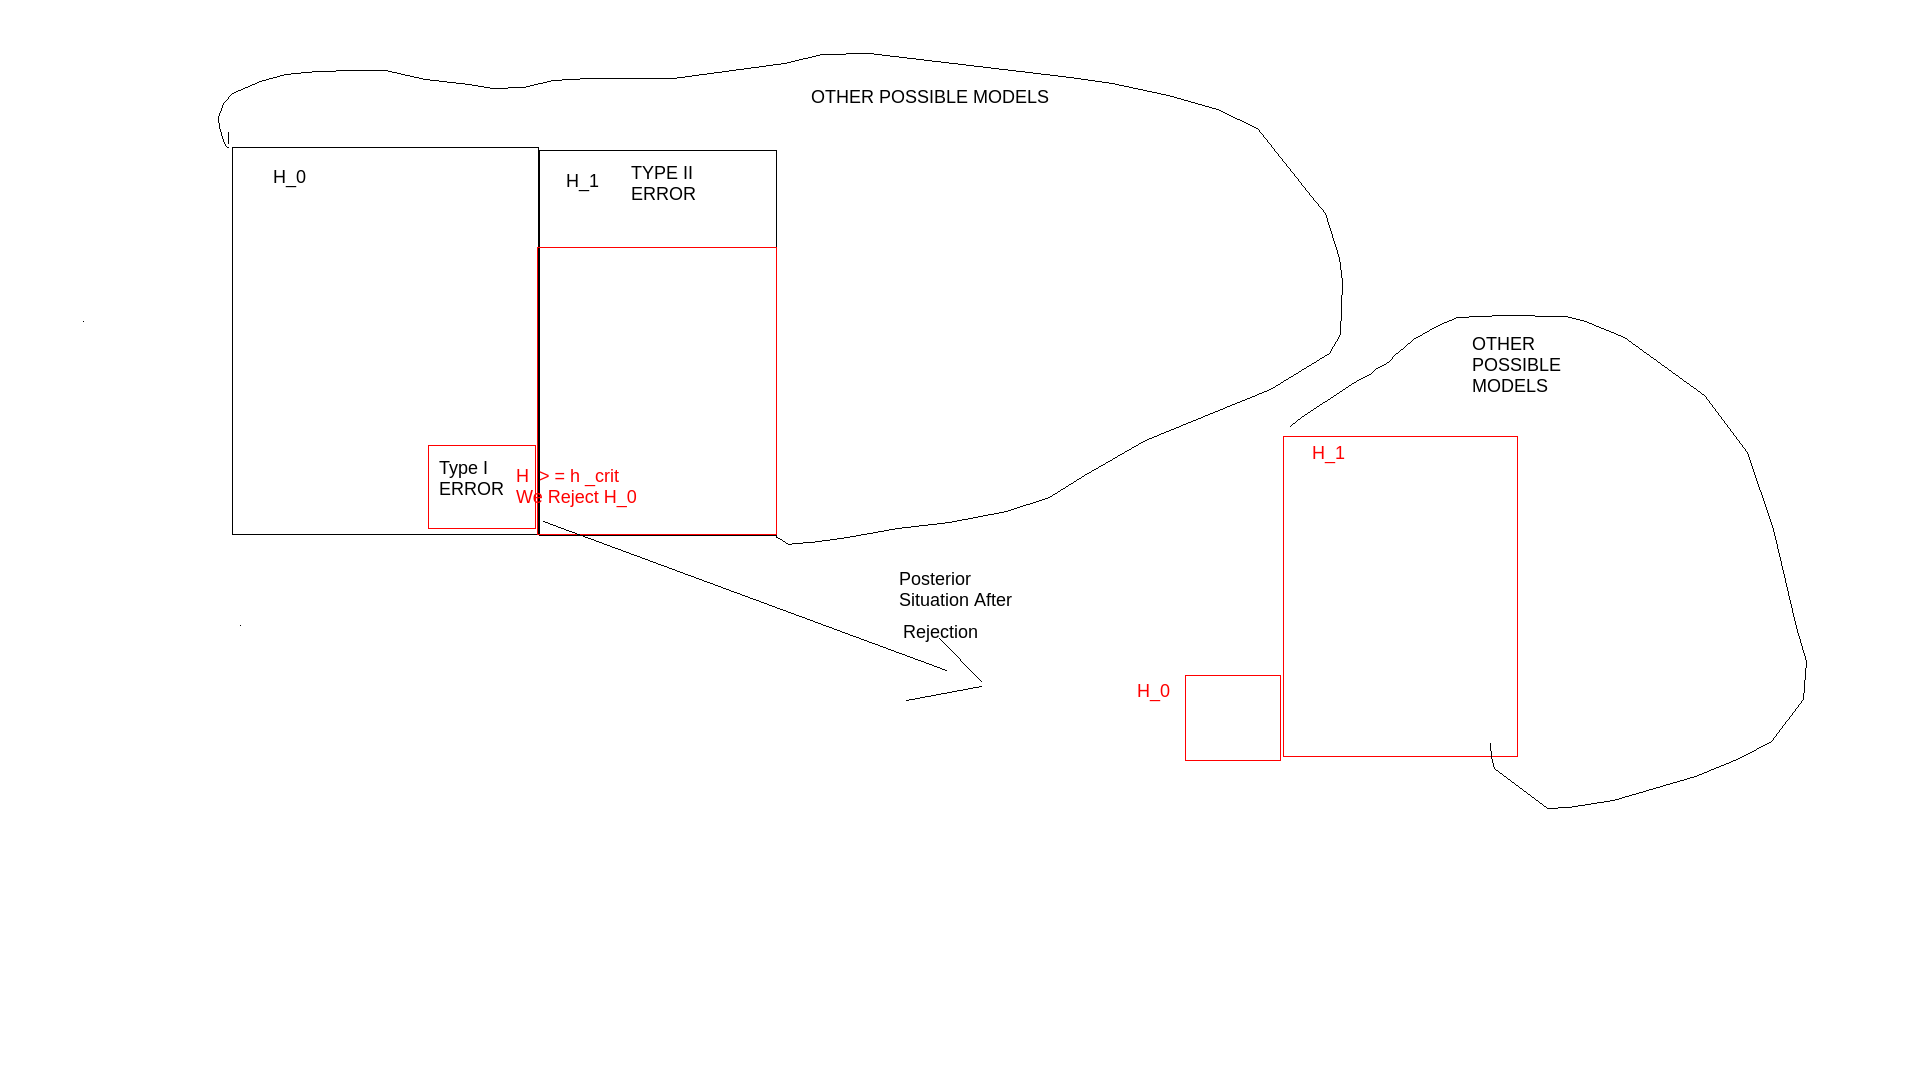 OTHER POSSIBLE MODELS
H_0
H_1
TYPE II
ERROR
Type I
ERROR
H > = h _crit
We Reject H_0
OTHER
POSSIBLE
MODELS
H_1
Posterior
Situation After
Rejection
H_0